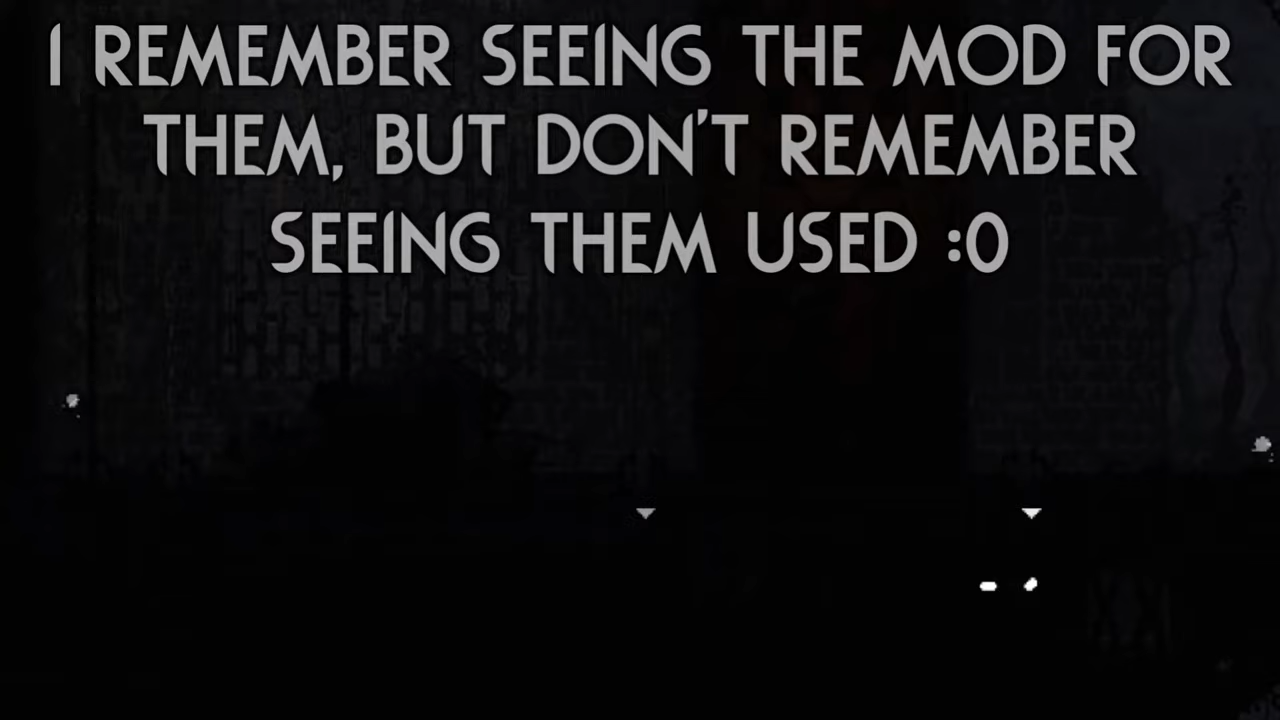 I REMEMBER SEEING THE MOD FOR
THEM, BUT DON'T REMEMBER
SEEING THEM USED :0